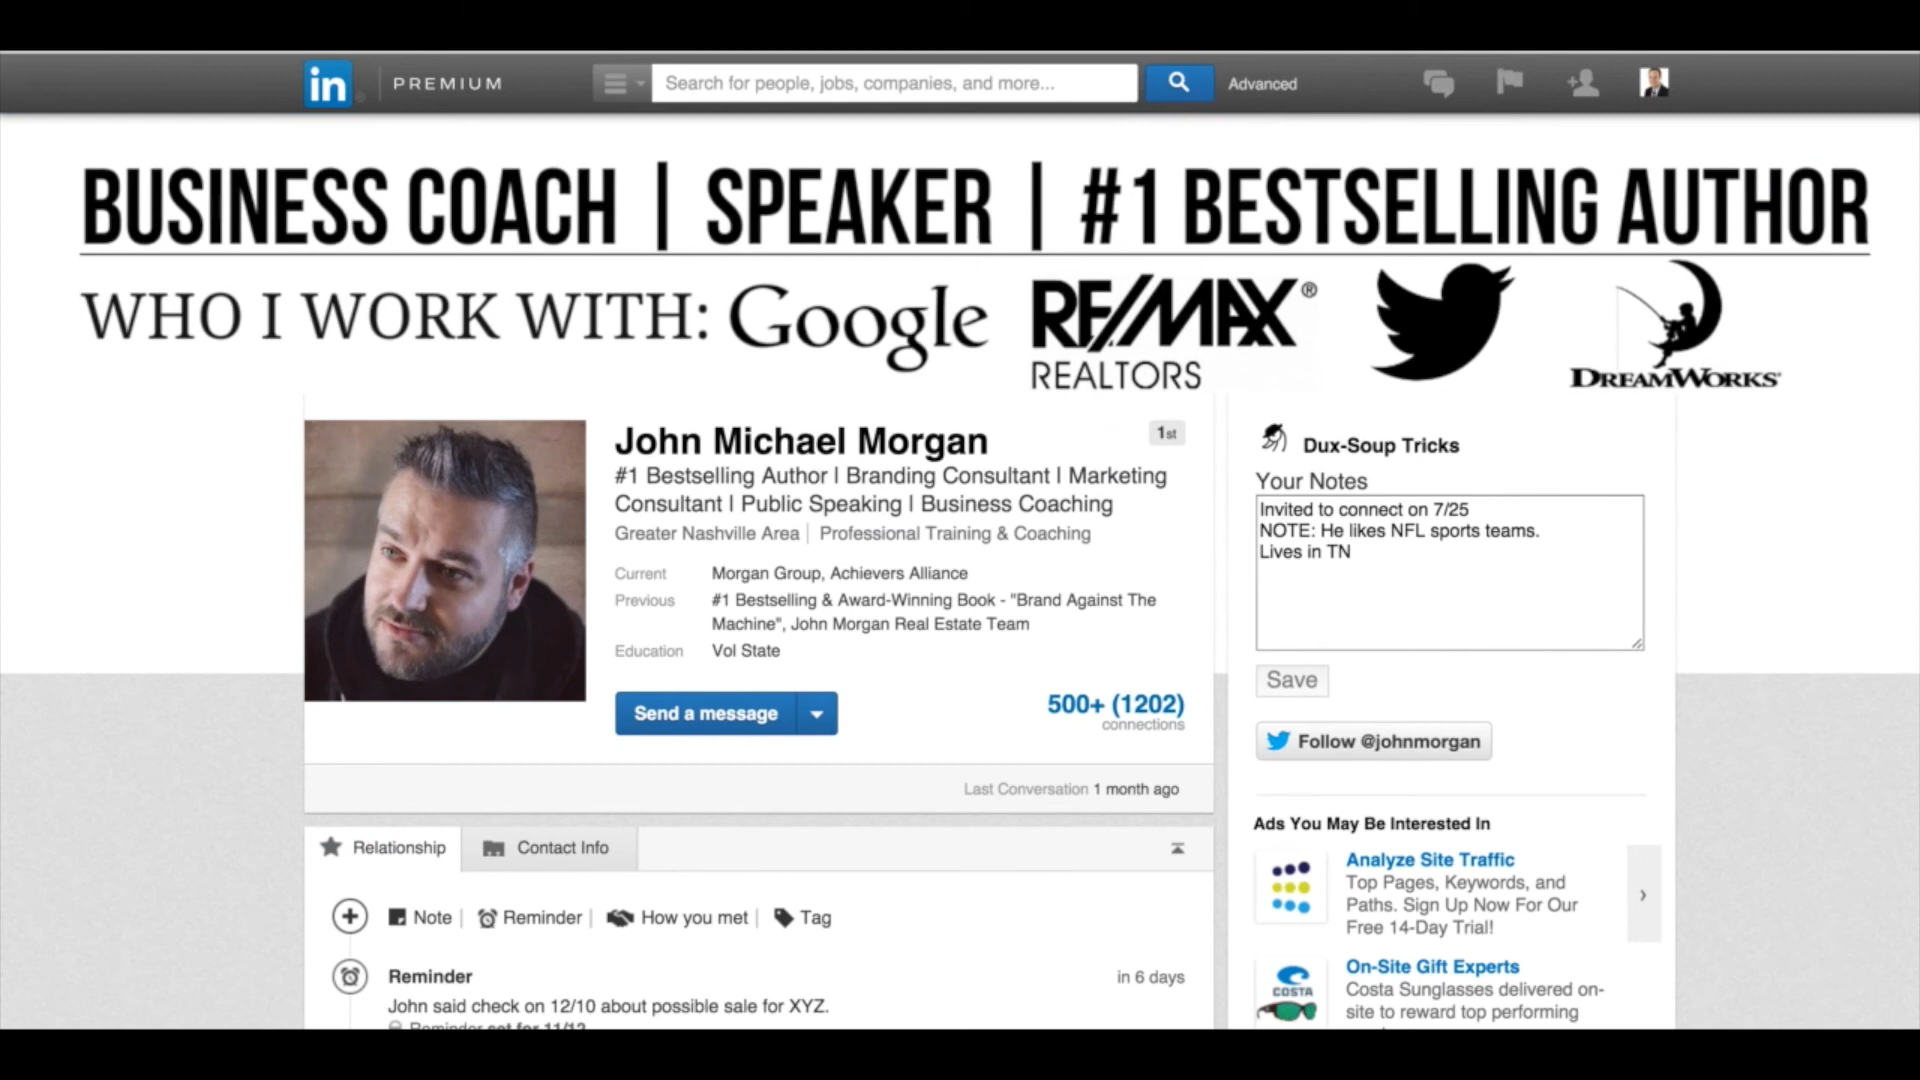 in PREMIUM Search for people, jobs, companies, and more... Advanced
BUSINESS COACH | SPEAKER | #1 BESTSELLING AUTHOR
WHO I WORK WITH: Google RE/MAX® REALTORS DREAMWORKS
John Michael Morgan 1st
#1 Bestselling Author | Branding Consultant | Marketing
Consultant | Public Speaking | Business Coaching
Greater Nashville Area | Professional Training & Coaching
Current Morgan Group, Achievers Alliance
Previous #1 Bestselling & Award-Winning Book - "Brand Against The
Machine", John Morgan Real Estate Team
Education Vol State
Send a message 500+ (1202)
connections
Last Conversation 1 month ago
Relationship Contact Info
Note | Reminder | How you met | Tag
Reminder in 6 days
John said check on 12/10 about possible sale for XYZ.
Reminder set for 11/12
Dux-Soup Tricks
Your Notes
Invited to connect on 7/25
NOTE: He likes NFL sports teams.
Lives in TN
Save
Follow @johnmorgan
Ads You May Be Interested In
Analyze Site Traffic
Top Pages, Keywords, and
Paths. Sign Up Now For Our
Free 14-Day Trial!
On-Site Gift Experts
COSTA
Costa Sunglasses delivered on-
site to reward top performing